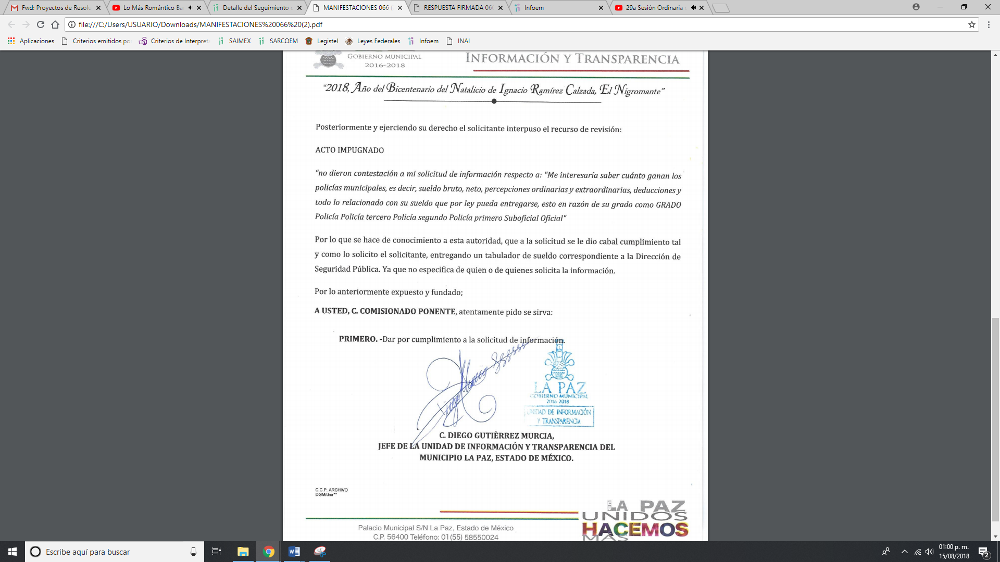 Fwd: Proyectos de Resolu
Lo Más Romántico Ba
Detalle del Seguimiento
MANIFESTACIONES 066 (
RESPUESTA FIRMADA 06
Infoem
29a Sesión Ordinaria
file:///C:/Users/USUARIO/Downloads/MANIFESTACIONES%20066%20(2).pdf
Aplicaciones
Criterios emitidos po
Criterios de Interpret
SAIMEX
SARCOEM
Legistel
Leyes Federales
Infoem
INAI
GOBIERNO MUNICIPAL
2016-2018
INFORMACIÓN Y TRANSPARENCIA
“2018, Año del Bicentenario del Natalicio de Ignacio Ramírez Calzada, El Nigromante”
Posteriormente y ejerciendo su derecho el solicitante interpuso el recurso de revisión:
ACTO IMPUGNADO
“no dieron contestación a mi solicitud de información respecto a: "Me interesaría saber cuánto ganan los
policías municipales, es decir, sueldo bruto, neto, percepciones ordinarias y extraordinarias, deducciones y
todo lo relacionado con su sueldo que por ley pueda entregarse, esto en razón de su grado como GRADO
Policía Policía tercero Policía segundo Policía primero Suboficial Oficial"
Por lo que se hace de conocimiento a esta autoridad, que a la solicitud se le dio cabal cumplimiento tal
y como lo solicito el solicitante, entregando un tabulador de sueldo correspondiente a la Dirección de
Seguridad Pública. Ya que no especifica de quien o de quienes solicita la información.
Por lo anteriormente expuesto y fundado;
A USTED, C. COMISIONADO PONENTE, atentamente pido se sirva:
PRIMERO. -Dar por cumplimiento a la solicitud de información.
LA PAZ
GOBIERNO MUNICIPAL
2016 2018
UNIDAD DE INFORMACIÓN
Y TRANSPARENCIA
C. DIEGO GUTIÈRREZ MURCIA,
JEFE DE LA UNIDAD DE INFORMACIÓN Y TRANSPARENCIA DEL
MUNICIPIO LA PAZ, ESTADO DE MÉXICO.
C.C.P. ARCHIVO
DGM/dmr**
en LA PAZ
UNIDOS
HACEMOS
MÁS
Palacio Municipal S/N La Paz, Estado de México
C.P. 56400 Teléfono: 01(55) 58550024
Escribe aquí para buscar
01:00 p. m.
15/08/2018
2